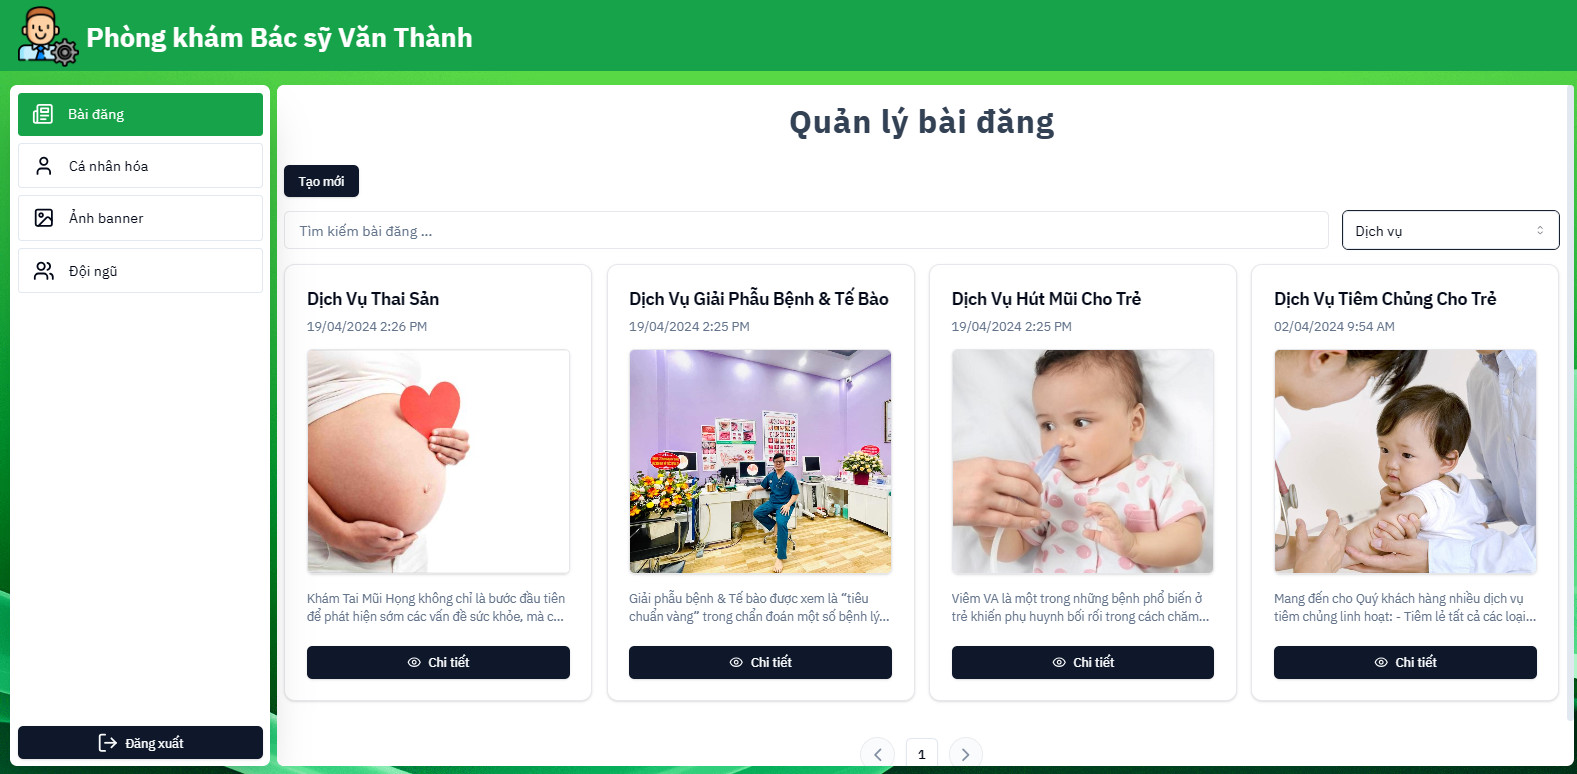 Phòng khám Bác sỹ Văn Thành
Bài đăng
Cá nhân hóa
Ảnh banner
Đội ngũ
Đăng xuất
Quản lý bài đăng
Tạo mới
Tìm kiếm bài đăng ...
Dịch vụ
Dịch Vụ Thai Sản
19/04/2024 2:26 PM
Khám Tai Mũi Họng không chỉ là bước đầu tiên
để phát hiện sớm các vấn đề sức khỏe, mà c...
Chi tiết
Dịch Vụ Giải Phẫu Bệnh & Tế Bào
19/04/2024 2:25 PM
Giải phẫu bệnh & Tế bào được xem là “tiêu
chuẩn vàng” trong chẩn đoán một số bệnh lý...
Chi tiết
Dịch Vụ Hút Mũi Cho Trẻ
19/04/2024 2:25 PM
Viêm VA là một trong những bệnh phổ biến ở
trẻ khiến phụ huynh bối rối trong cách chăm...
Chi tiết
Dịch Vụ Tiêm Chủng Cho Trẻ
02/04/2024 9:54 AM
Mang đến cho Quý khách hàng nhiều dịch vụ
tiêm chủng linh hoạt: - Tiêm lẻ tất cả các loại...
Chi tiết
1